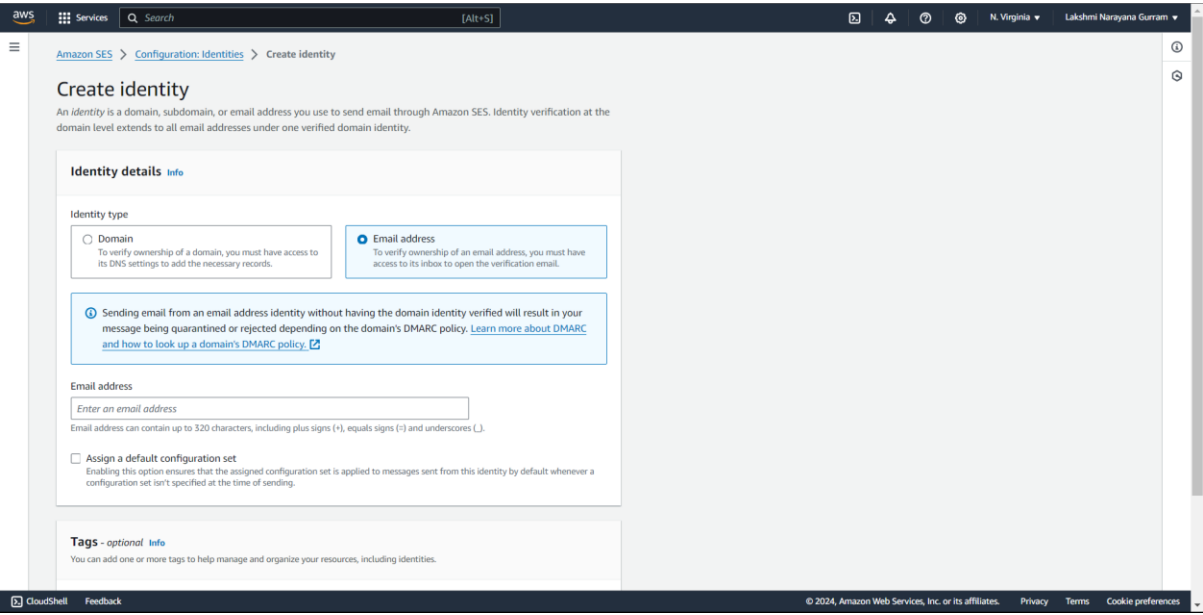 aws Services Search [Alt+S] N. Virginia ▼ Lakshmi Narayana Gurram ▼
Amazon SES > Configuration: Identities > Create identity
Create identity
An identity is a domain, subdomain, or email address you use to send email through Amazon SES. Identity verification at the
domain level extends to all email addresses under one verified domain identity.
Identity details Info
Identity type
Domain
To verify ownership of a domain, you must have access to
its DNS settings to add the necessary records.
Email address
To verify ownership of an email address, you must have
access to its inbox to open the verification email.
Sending email from an email address identity without having the domain identity verified will result in your
message being quarantined or rejected depending on the domain's DMARC policy. Learn more about DMARC
and how to look up a domain's DMARC policy.
Email address
Enter an email address
Email address can contain up to 320 characters, including plus signs (+), equals signs (=) and underscores (_).
Assign a default configuration set
Enabling this option ensures that the assigned configuration set is applied to messages sent from this identity by default whenever a
configuration set isn't specified at the time of sending.
Tags - optional Info
You can add one or more tags to help manage and organize your resources, including identities.
CloudShell Feedback © 2024, Amazon Web Services, Inc. or its affiliates. Privacy Terms Cookie preferences